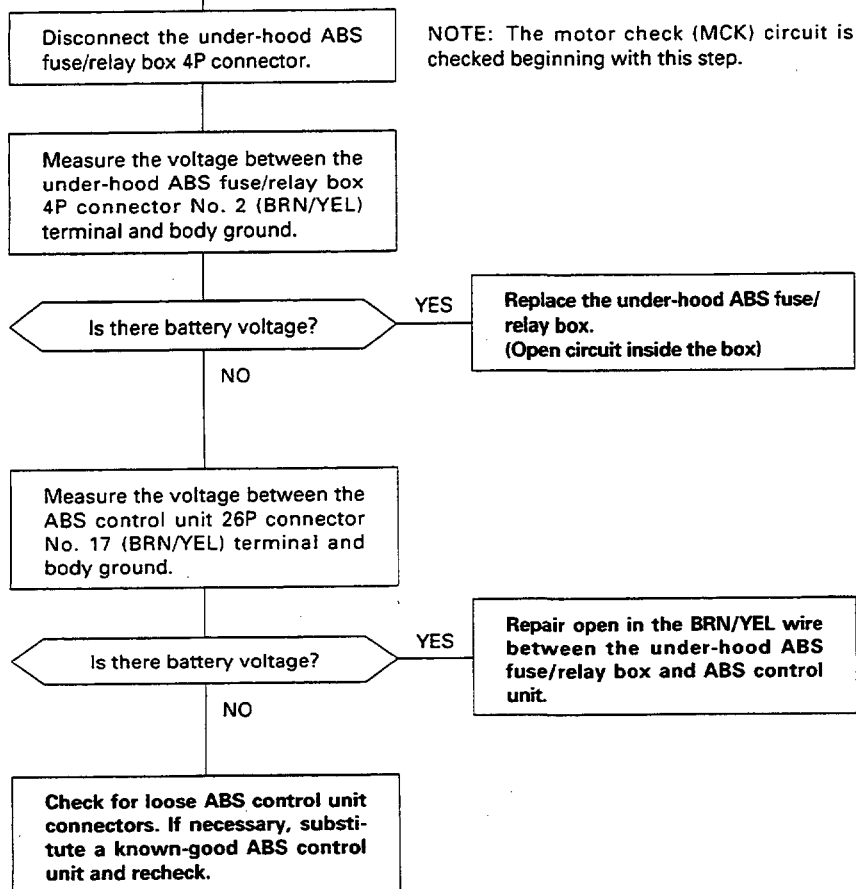 Disconnect the under-hood ABS
fuse/relay box 4P connector.
NOTE: The motor check (MCK) circuit is
checked beginning with this step.
Measure the voltage between the
under-hood ABS fuse/relay box
4P connector No. 2 (BRN/YEL)
terminal and body ground.
Is there battery voltage?
YES
Replace the under-hood ABS fuse/
relay box.
(Open circuit inside the box)
NO
Measure the voltage between the
ABS control unit 26P connector
No. 17 (BRN/YEL) terminal and
body ground.
Is there battery voltage?
YES
Repair open in the BRN/YEL wire
between the under-hood ABS
fuse/relay box and ABS control
unit.
NO
Check for loose ABS control unit
connectors. If necessary, substi-
tute a known-good ABS control
unit and recheck.